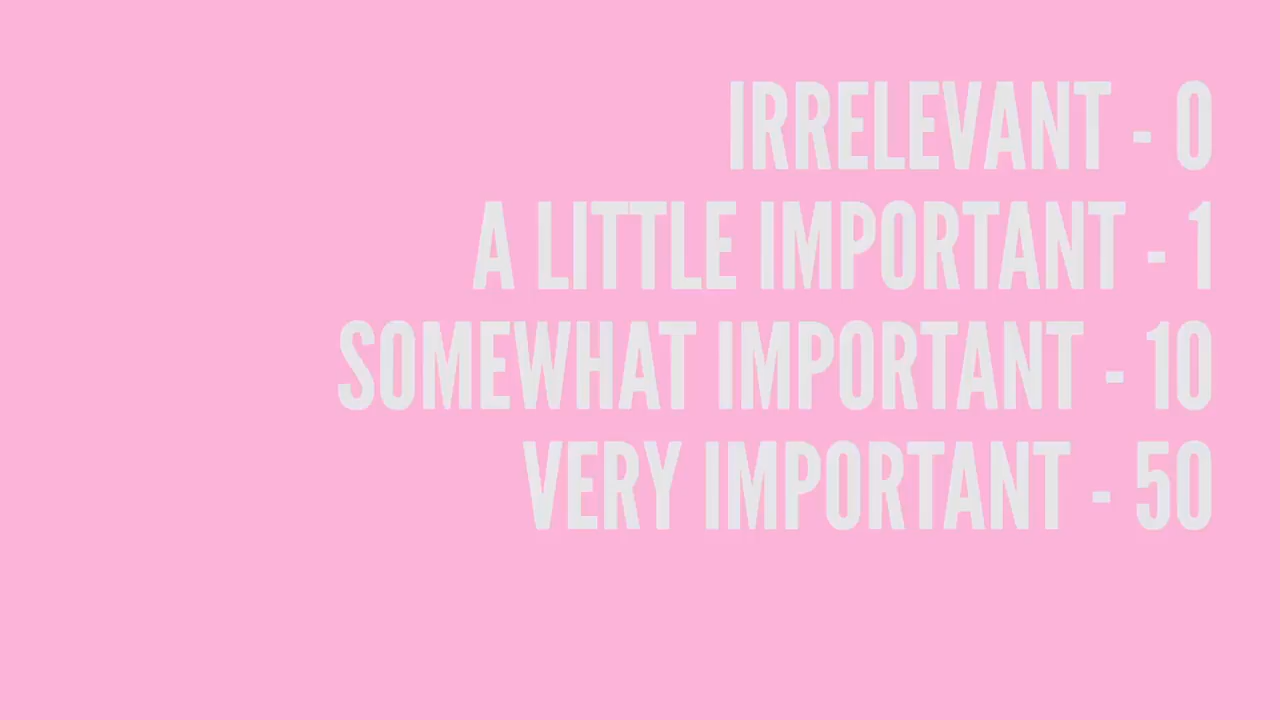 IRRELEVANT - 0
A LITTLE IMPORTANT - 1
SOMEWHAT IMPORTANT - 10
VERY IMPORTANT - 50